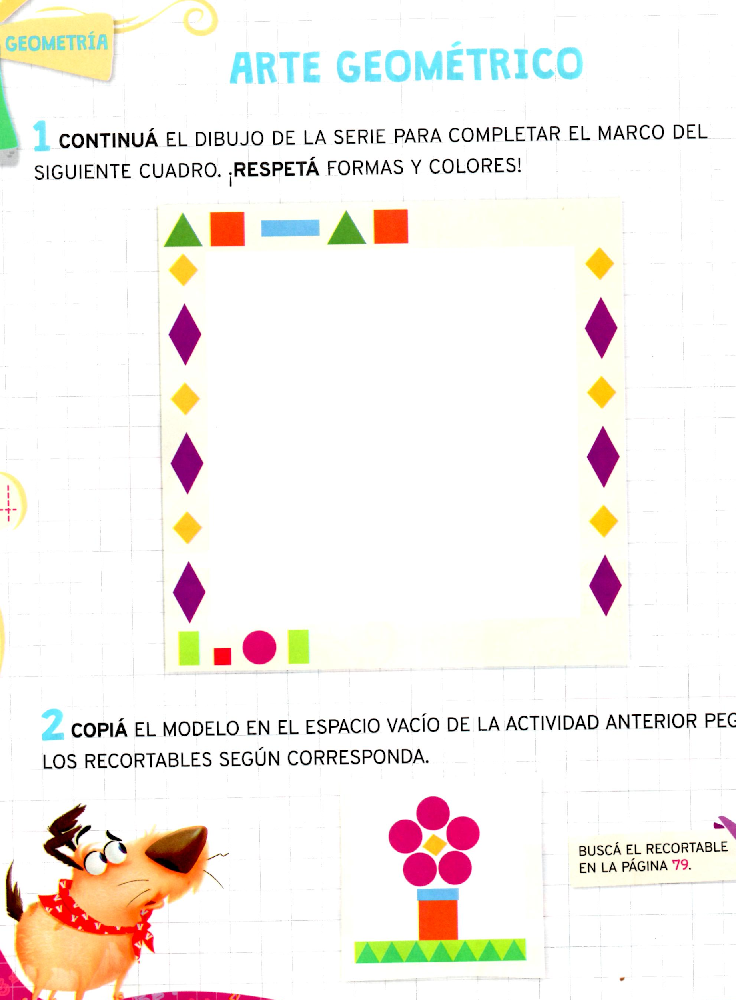 GEOMETRÍA
ARTE GEOMÉTRICO
1 CONTINUÁ EL DIBUJO DE LA SERIE PARA COMPLETAR EL MARCO DEL
SIGUIENTE CUADRO. ¡RESPETÁ FORMAS Y COLORES!
2 COPIÁ EL MODELO EN EL ESPACIO VACÍO DE LA ACTIVIDAD ANTERIOR PEG
LOS RECORTABLES SEGÚN CORRESPONDA.
BUSCÁ EL RECORTABLE
EN LA PÁGINA 79.